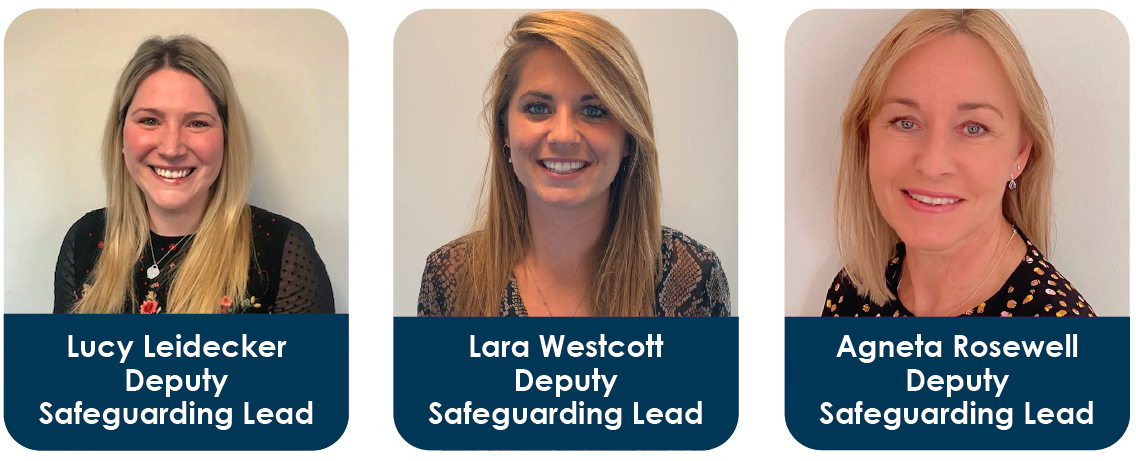 Lucy Leidecker
Deputy
Safeguarding Lead
Lara Westcott
Deputy
Safeguarding Lead
Agneta Rosewell
Deputy
Safeguarding Lead